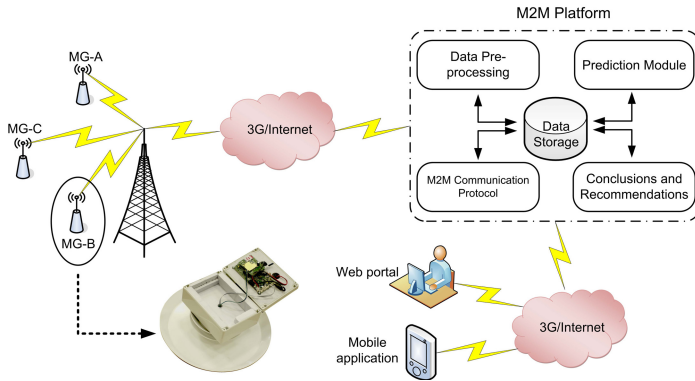 M2M Platform
MG-A
Data Pre-
processing
Prediction Module
MG-C
3G/Internet
Data
Storage
M2M Communication
Protocol
Conclusions and
Recommendations
MG-B
Web portal
3G/Internet
Mobile
application